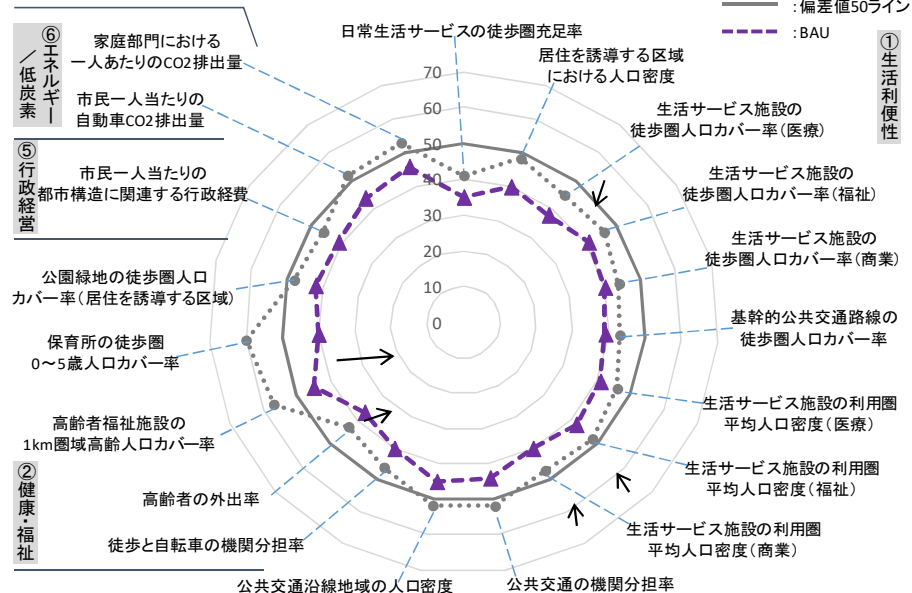 ：偏差値50ライン
：BAU
①生活利便性
⑥エネルギー
／低炭素
⑤行政経営
②健康・福祉
日常生活サービスの徒歩圏充足率
居住を誘導する区域
における人口密度
生活サービス施設の
徒歩圏人口カバー率（医療）
生活サービス施設の
徒歩圏人口カバー率（福祉）
生活サービス施設の
徒歩圏人口カバー率（商業）
基幹的公共交通路線の
徒歩圏人口カバー率
生活サービス施設の利用圏
平均人口密度（医療）
生活サービス施設の利用圏
平均人口密度（福祉）
生活サービス施設の利用圏
平均人口密度（商業）
公共交通の機関分担率
公共交通沿線地域の人口密度
徒歩と自転車の機関分担率
高齢者の外出率
高齢者福祉施設の
1km圏域高齢人口カバー率
保育所の徒歩圏
0～5歳人口カバー率
公園緑地の徒歩圏人口
カバー率（居住を誘導する区域）
市民一人当たりの
都市構造に関連する行政経費
市民一人当たりの
自動車CO2排出量
家庭部門における
一人あたりのCO2排出量
70
60
50
40
30
20
10
0